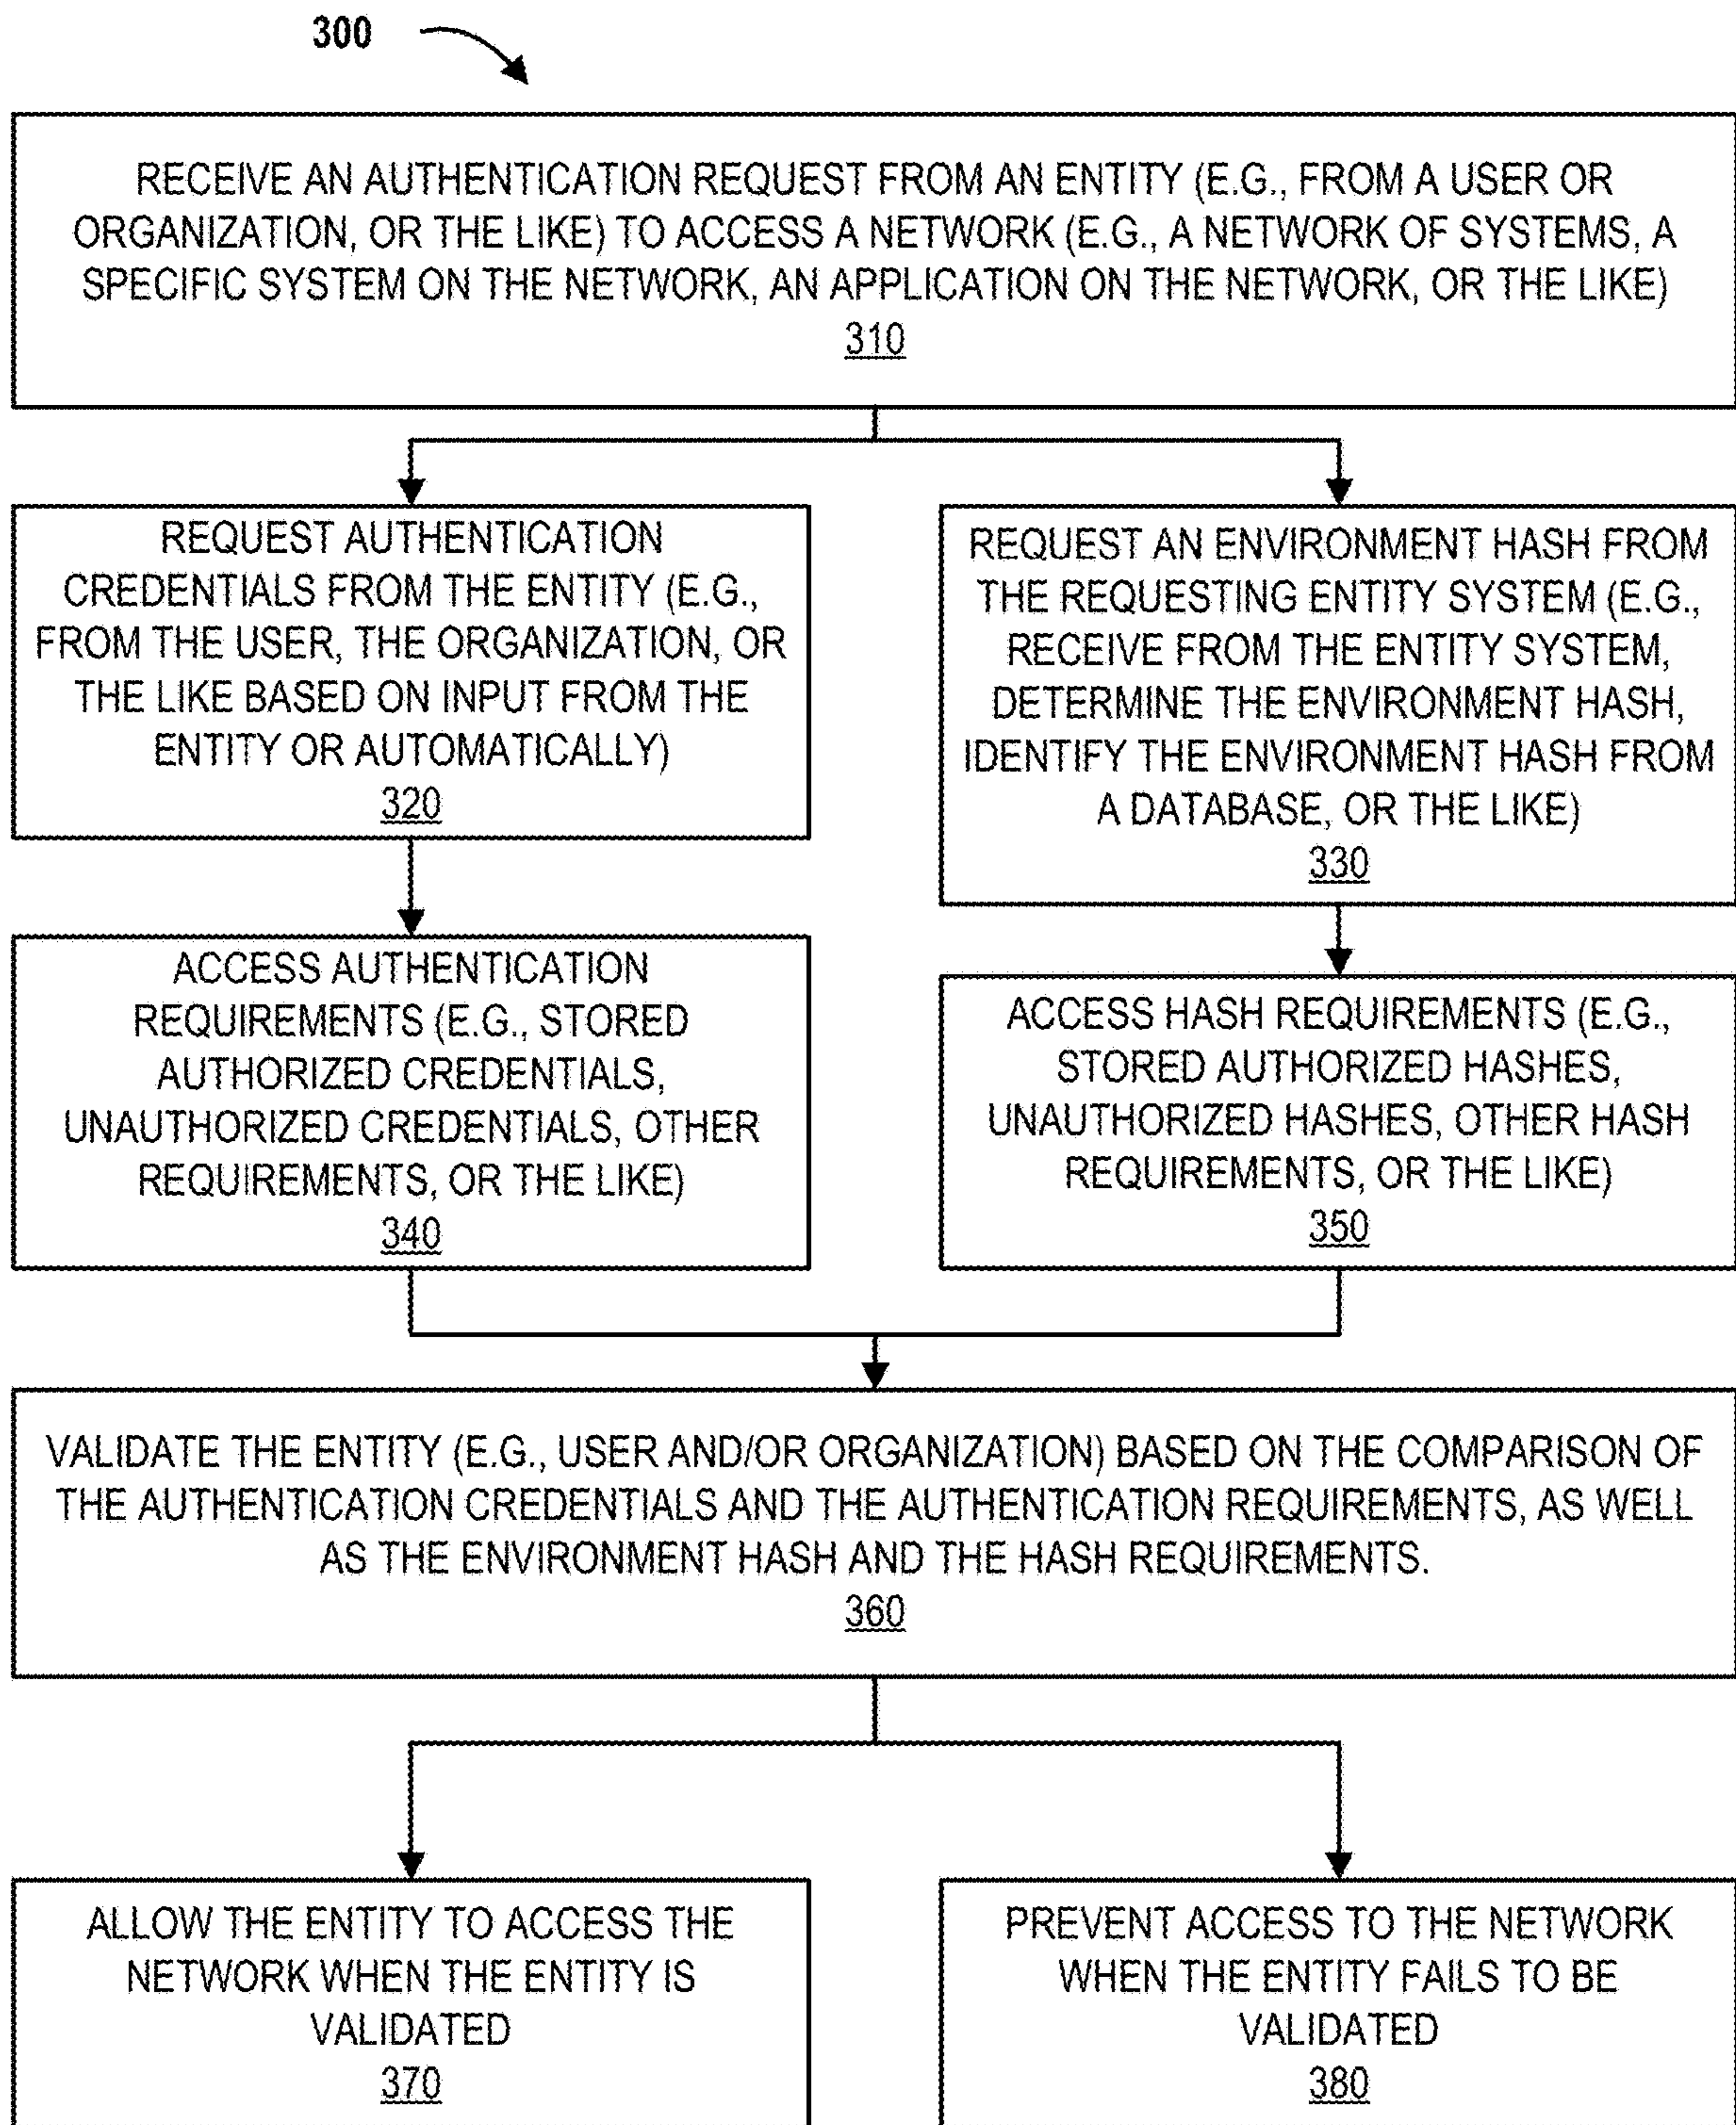 300
RECEIVE AN AUTHENTICATION REQUEST FROM AN ENTITY (E.G., FROM A USER OR
ORGANIZATION, OR THE LIKE) TO ACCESS A NETWORK (E.G., A NETWORK OF SYSTEMS, A
SPECIFIC SYSTEM ON THE NETWORK, AN APPLICATION ON THE NETWORK, OR THE LIKE)
310
REQUEST AUTHENTICATION
CREDENTIALS FROM THE ENTITY (E.G.,
FROM THE USER, THE ORGANIZATION, OR
THE LIKE BASED ON INPUT FROM THE
ENTITY OR AUTOMATICALLY)
320
REQUEST AN ENVIRONMENT HASH FROM
THE REQUESTING ENTITY SYSTEM (E.G.,
RECEIVE FROM THE ENTITY SYSTEM,
DETERMINE THE ENVIRONMENT HASH,
IDENTIFY THE ENVIRONMENT HASH FROM
A DATABASE, OR THE LIKE)
330
ACCESS AUTHENTICATION
REQUIREMENTS (E.G., STORED
AUTHORIZED CREDENTIALS,
UNAUTHORIZED CREDENTIALS, OTHER
REQUIREMENTS, OR THE LIKE)
340
ACCESS HASH REQUIREMENTS (E.G.,
STORED AUTHORIZED HASHES,
UNAUTHORIZED HASHES, OTHER HASH
REQUIREMENTS, OR THE LIKE)
350
VALIDATE THE ENTITY (E.G., USER AND/OR ORGANIZATION) BASED ON THE COMPARISON OF
THE AUTHENTICATION CREDENTIALS AND THE AUTHENTICATION REQUIREMENTS, AS WELL
AS THE ENVIRONMENT HASH AND THE HASH REQUIREMENTS.
360
ALLOW THE ENTITY TO ACCESS THE
NETWORK WHEN THE ENTITY IS
VALIDATED
370
PREVENT ACCESS TO THE NETWORK
WHEN THE ENTITY FAILS TO BE
VALIDATED
380